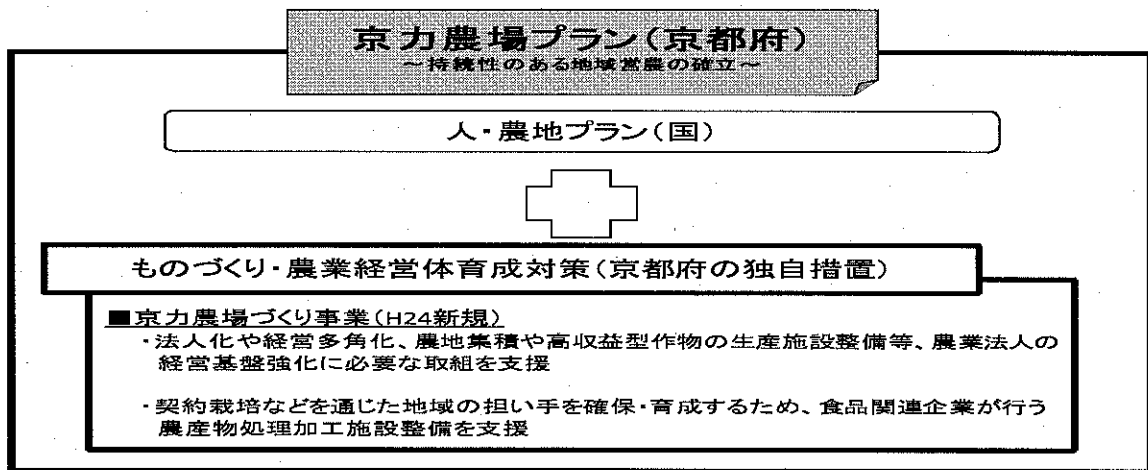 京力農場プラン（京都府）
～持続性のある地域営農の確立～
人・農地プラン（国）
ものづくり・農業経営体育成対策（京都府の独自措置）
■京力農場づくり事業（H24新規）
・法人化や経営多角化、農地集積や高収益型作物の生産施設整備等、農業法人の
経営基盤強化に必要な取組を支援
・契約栽培などを通じた地域の担い手を確保・育成するため、食品関連企業が行う
農産物処理加工施設整備を支援